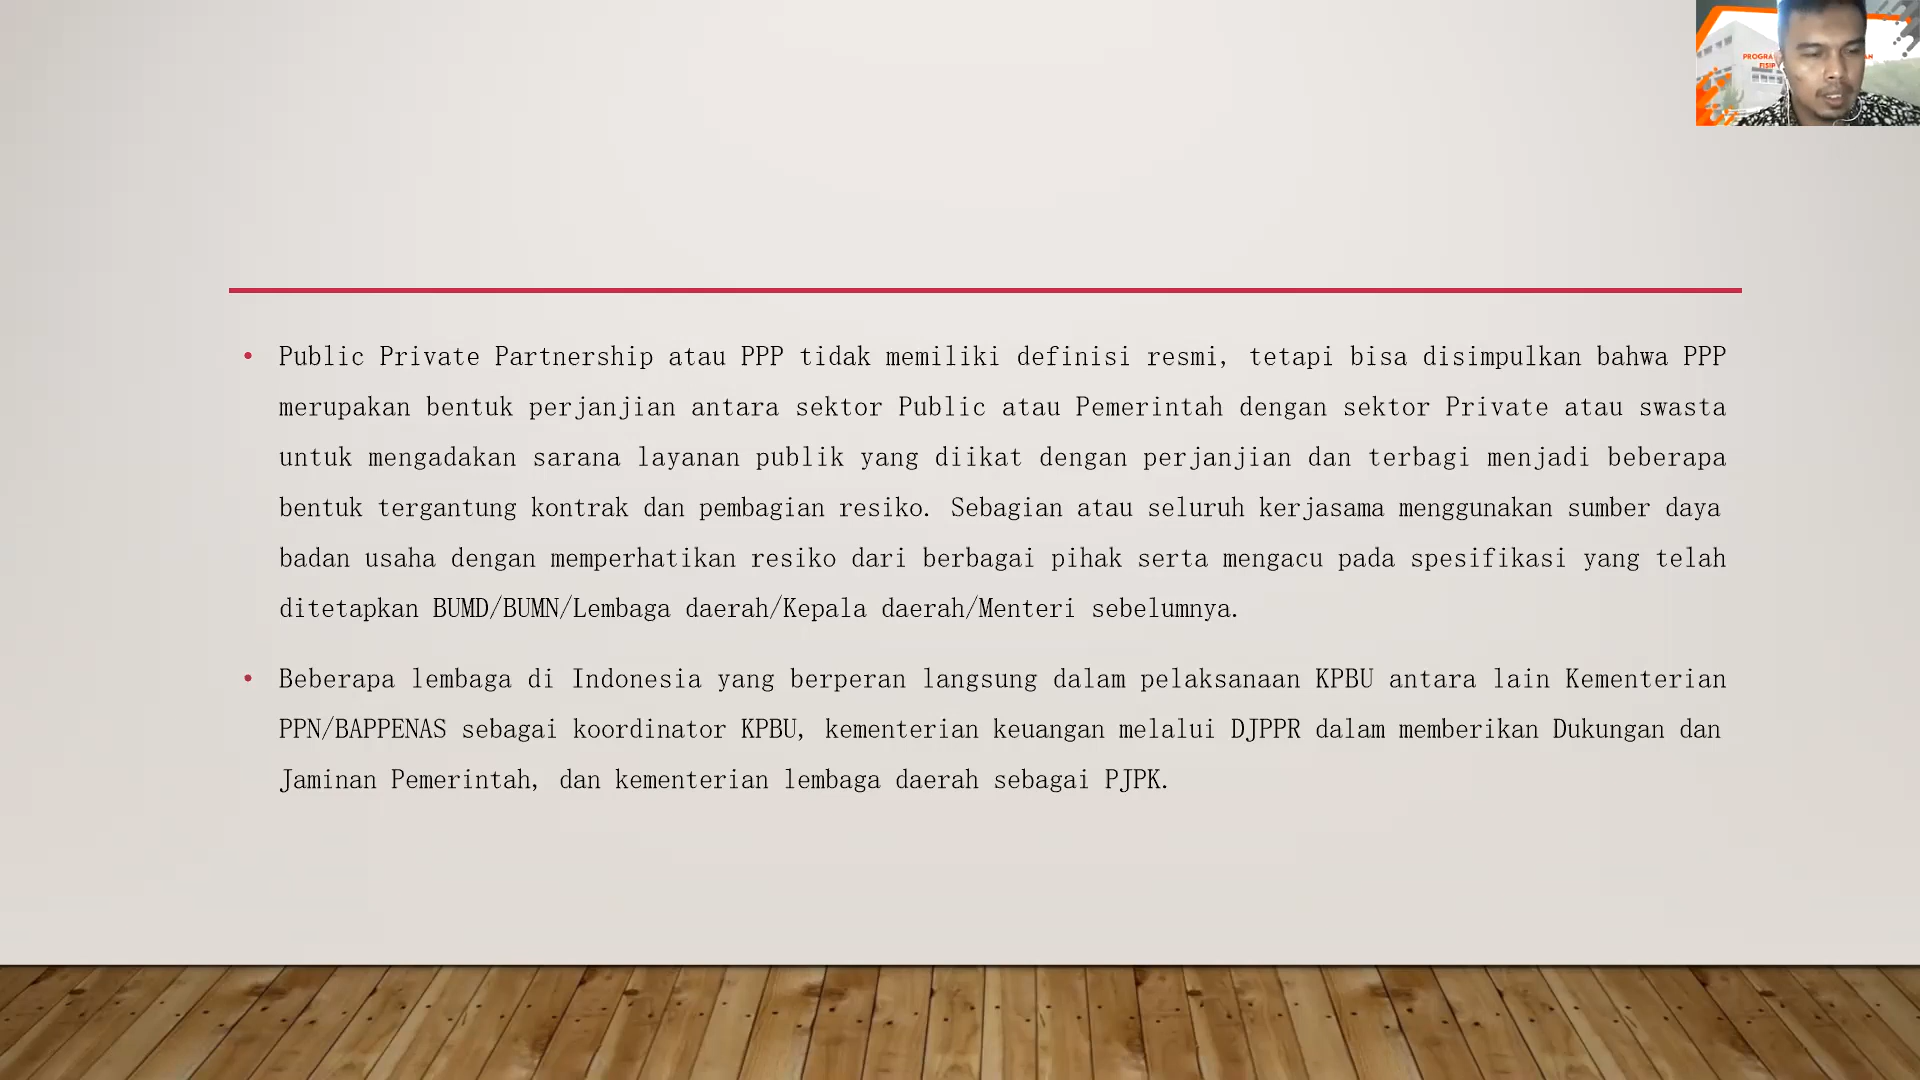 PROGRA
AN
FISIP
• Public Private Partnership atau PPP tidak memiliki definisi resmi, tetapi bisa disimpulkan bahwa PPP
merupakan bentuk perjanjian antara sektor Public atau Pemerintah dengan sektor Private atau swasta
untuk mengadakan sarana layanan publik yang diikat dengan perjanjian dan terbagi menjadi beberapa
bentuk tergantung kontrak dan pembagian resiko. Sebagian atau seluruh kerjasama menggunakan sumber daya
badan usaha dengan memperhatikan resiko dari berbagai pihak serta mengacu pada spesifikasi yang telah
ditetapkan BUMD/BUMN/Lembaga daerah/Kepala daerah/Menteri sebelumnya.
• Beberapa lembaga di Indonesia yang berperan langsung dalam pelaksanaan KPBU antara lain Kementerian
PPN/BAPPENAS sebagai koordinator KPBU, kementerian keuangan melalui DJPPR dalam memberikan Dukungan dan
Jaminan Pemerintah, dan kementerian lembaga daerah sebagai PJPK.